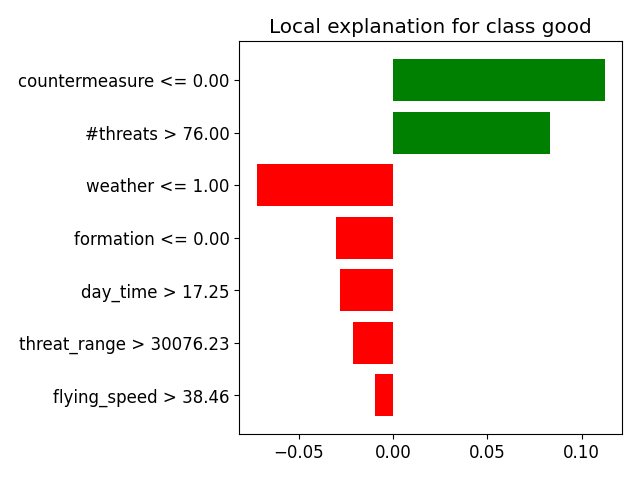 Local explanation for class good
countermeasure <= 0.00
#threats > 76.00
weather <= 1.00
formation <= 0.00
day_time > 17.25
threat_range > 30076.23
flying_speed > 38.46
−0.05 0.00 0.05 0.10